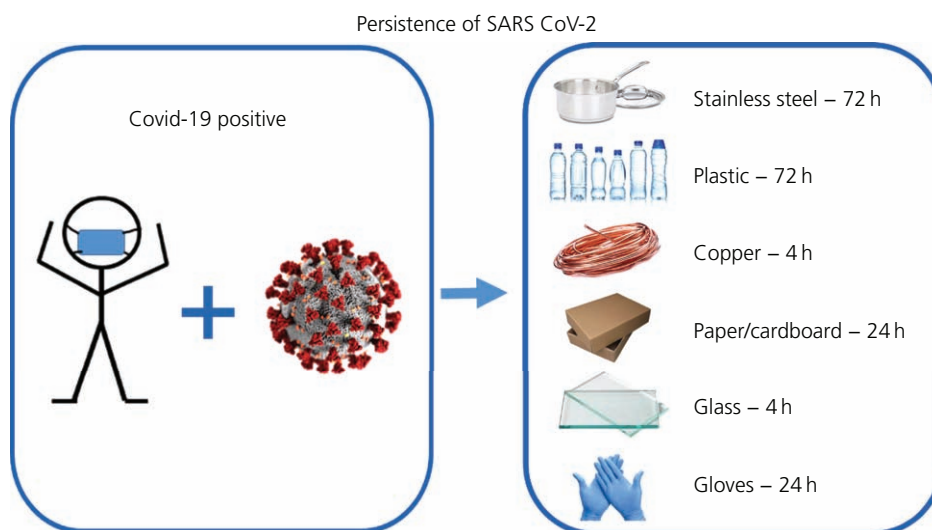 Persistence of SARS CoV-2
Covid-19 positive
Stainless steel – 72 h
Plastic – 72 h
Copper – 4 h
Paper/cardboard – 24 h
Glass – 4 h
Gloves – 24 h